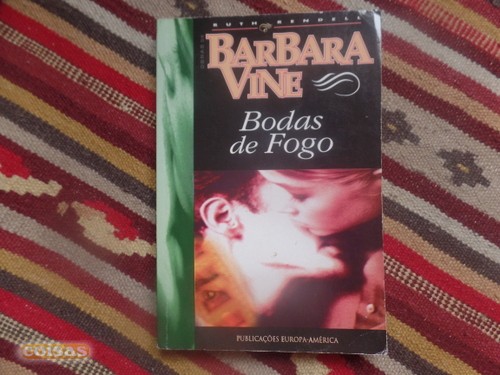 RUTH RENDELL
BARBARA
VINE
Bodas
de Fogo
PUBLICAÇÕES EUROPA-AMÉRICA
coisas